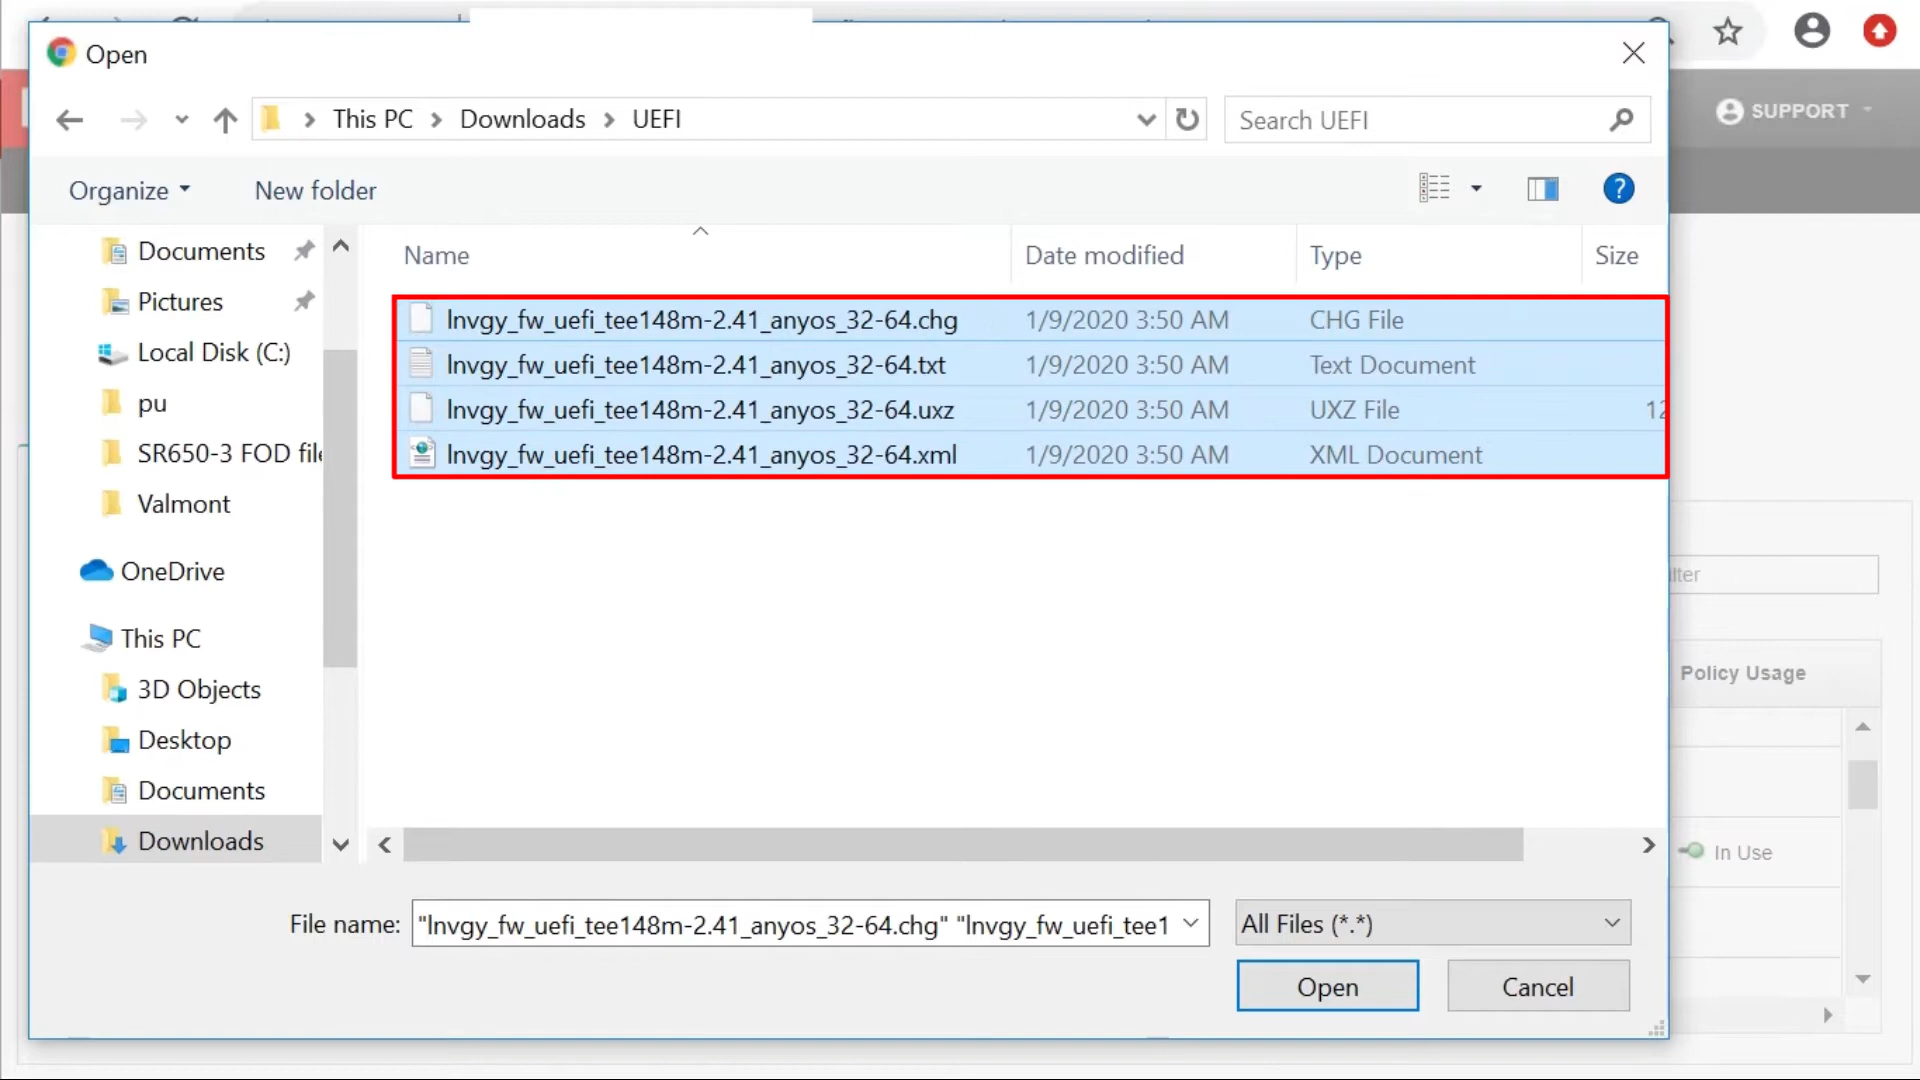 Open
This PC > Downloads > UEFI
Search UEFI
SUPPORT
Organize
New folder
?
Name
Date modified
Type
Size
Documents
Pictures
Local Disk (C:)
pu
SR650-3 FOD file
Valmont
OneDrive
This PC
3D Objects
Desktop
Documents
Downloads
lnvgy_fw_uefi_tee148m-2.41_anyos_32-64.chg 1/9/2020 3:50 AM CHG File
lnvgy_fw_uefi_tee148m-2.41_anyos_32-64.txt 1/9/2020 3:50 AM Text Document
lnvgy_fw_uefi_tee148m-2.41_anyos_32-64.uxz 1/9/2020 3:50 AM UXZ File 12
lnvgy_fw_uefi_tee148m-2.41_anyos_32-64.xml 1/9/2020 3:50 AM XML Document
lter
Policy Usage
In Use
File name: "lnvgy_fw_uefi_tee148m-2.41_anyos_32-64.chg" "lnvgy_fw_uefi_tee1
All Files (*.*)
Open
Cancel